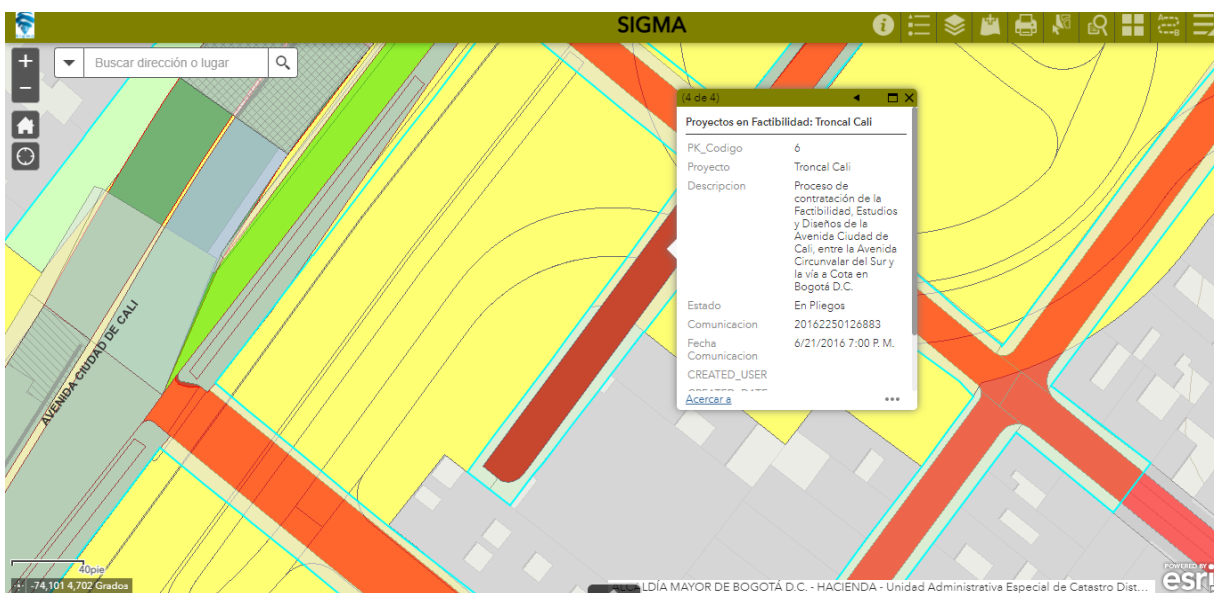 SIGMA
Buscar dirección o lugar
(4 de 4)
Proyectos en Factibilidad: Troncal Cali
PK_Codigo 6
Proyecto Troncal Cali
Descripcion Proceso de
contratación de la
Factibilidad, Estudios
y Diseños de la
Avenida Ciudad de
Cali, entre la Avenida
Circunvalar del Sur y
la vía a Cota en
Bogotá D.C.
Estado En Pliegos
Comunicacion 20162250126883
Fecha 6/21/2016 7:00 P. M.
Comunicacion
CREATED_USER
CREATED_DATE
Acercar a
AVENIDA CIUDAD DE CALI
40pie
-74,101 4,702 Grados
ALCALDÍA MAYOR DE BOGOTÁ D.C. - HACIENDA - Unidad Administrativa Especial de Catastro Dist...
POWERED BY
esri